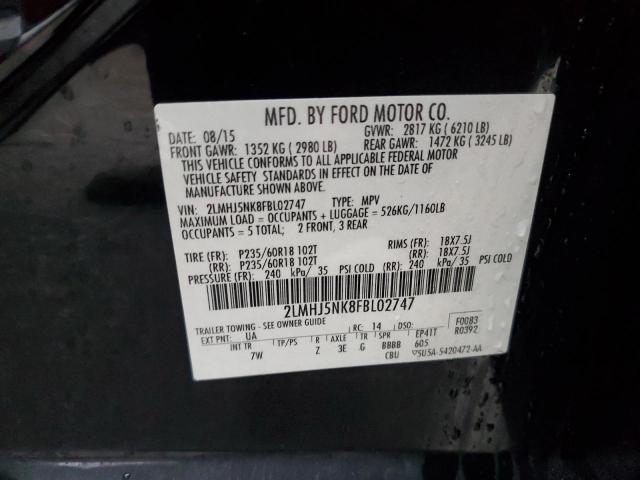 MFD. BY FORD MOTOR CO.
DATE: 08/15 GVWR: 2817 KG ( 6210 LB)
FRONT GAWR: 1352 KG ( 2980 LB) REAR GAWR: 1472 KG ( 3245 LB)
THIS VEHICLE CONFORMS TO ALL APPLICABLE FEDERAL MOTOR
VEHICLE SAFETY STANDARDS IN EFFECT ON THE DATE OF
MANUFACTURE SHOWN ABOVE.
VIN: 2LMHJ5NK8FBL02747 TYPE: MPV
MAXIMUM LOAD = OCCUPANTS + LUGGAGE = 526KG/1160LB
OCCUPANTS = 5 TOTAL; 2 FRONT, 3 REAR
TIRE (FR): P235/60R18 102T RIMS (FR): 18X7.5J
(RR): P235/60R18 102T (RR): 18X7.5J
PRESSURE (FR): 240 kPa/ 35 PSI COLD (RR): 240 kPa/ 35 PSI COLD
2LMHJ5NK8FBL02747
TRAILER TOWING - SEE OWNER GUIDE
EXT PNT: UA RC: 14 DSO: F0083
R0392
INT TR TP/PS R AXLE TR SPR EP41T
7W Z 3E G BBBB 605
CBU 5U5A-5420472-AA